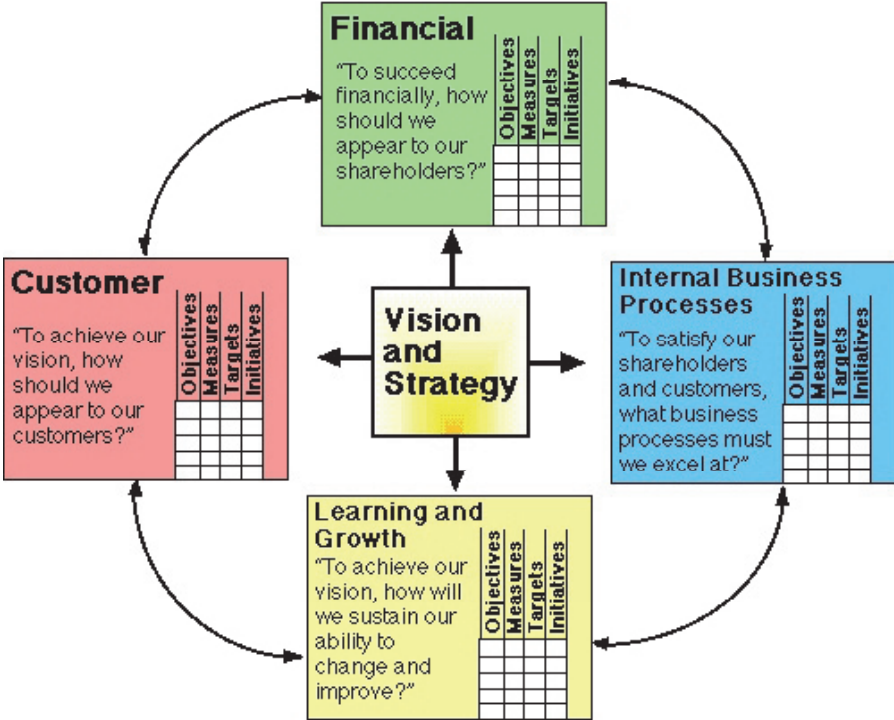 Financial
“To succeed
financially, how
should we
appear to our
shareholders?”
Objectives
Measures
Targets
Initiatives
Customer
“To achieve our
vision, how
should we
appear to our
customers?”
Objectives
Measures
Targets
Initiatives
Vision
and
Strategy
Internal Business
Processes
“To satisfy our
shareholders
and customers,
what business
processes must
we excel at?”
Objectives
Measures
Targets
Initiatives
Learning and
Growth
“To achieve our
vision, how will
we sustain our
ability to
change and
improve?”
Objectives
Measures
Targets
Initiatives